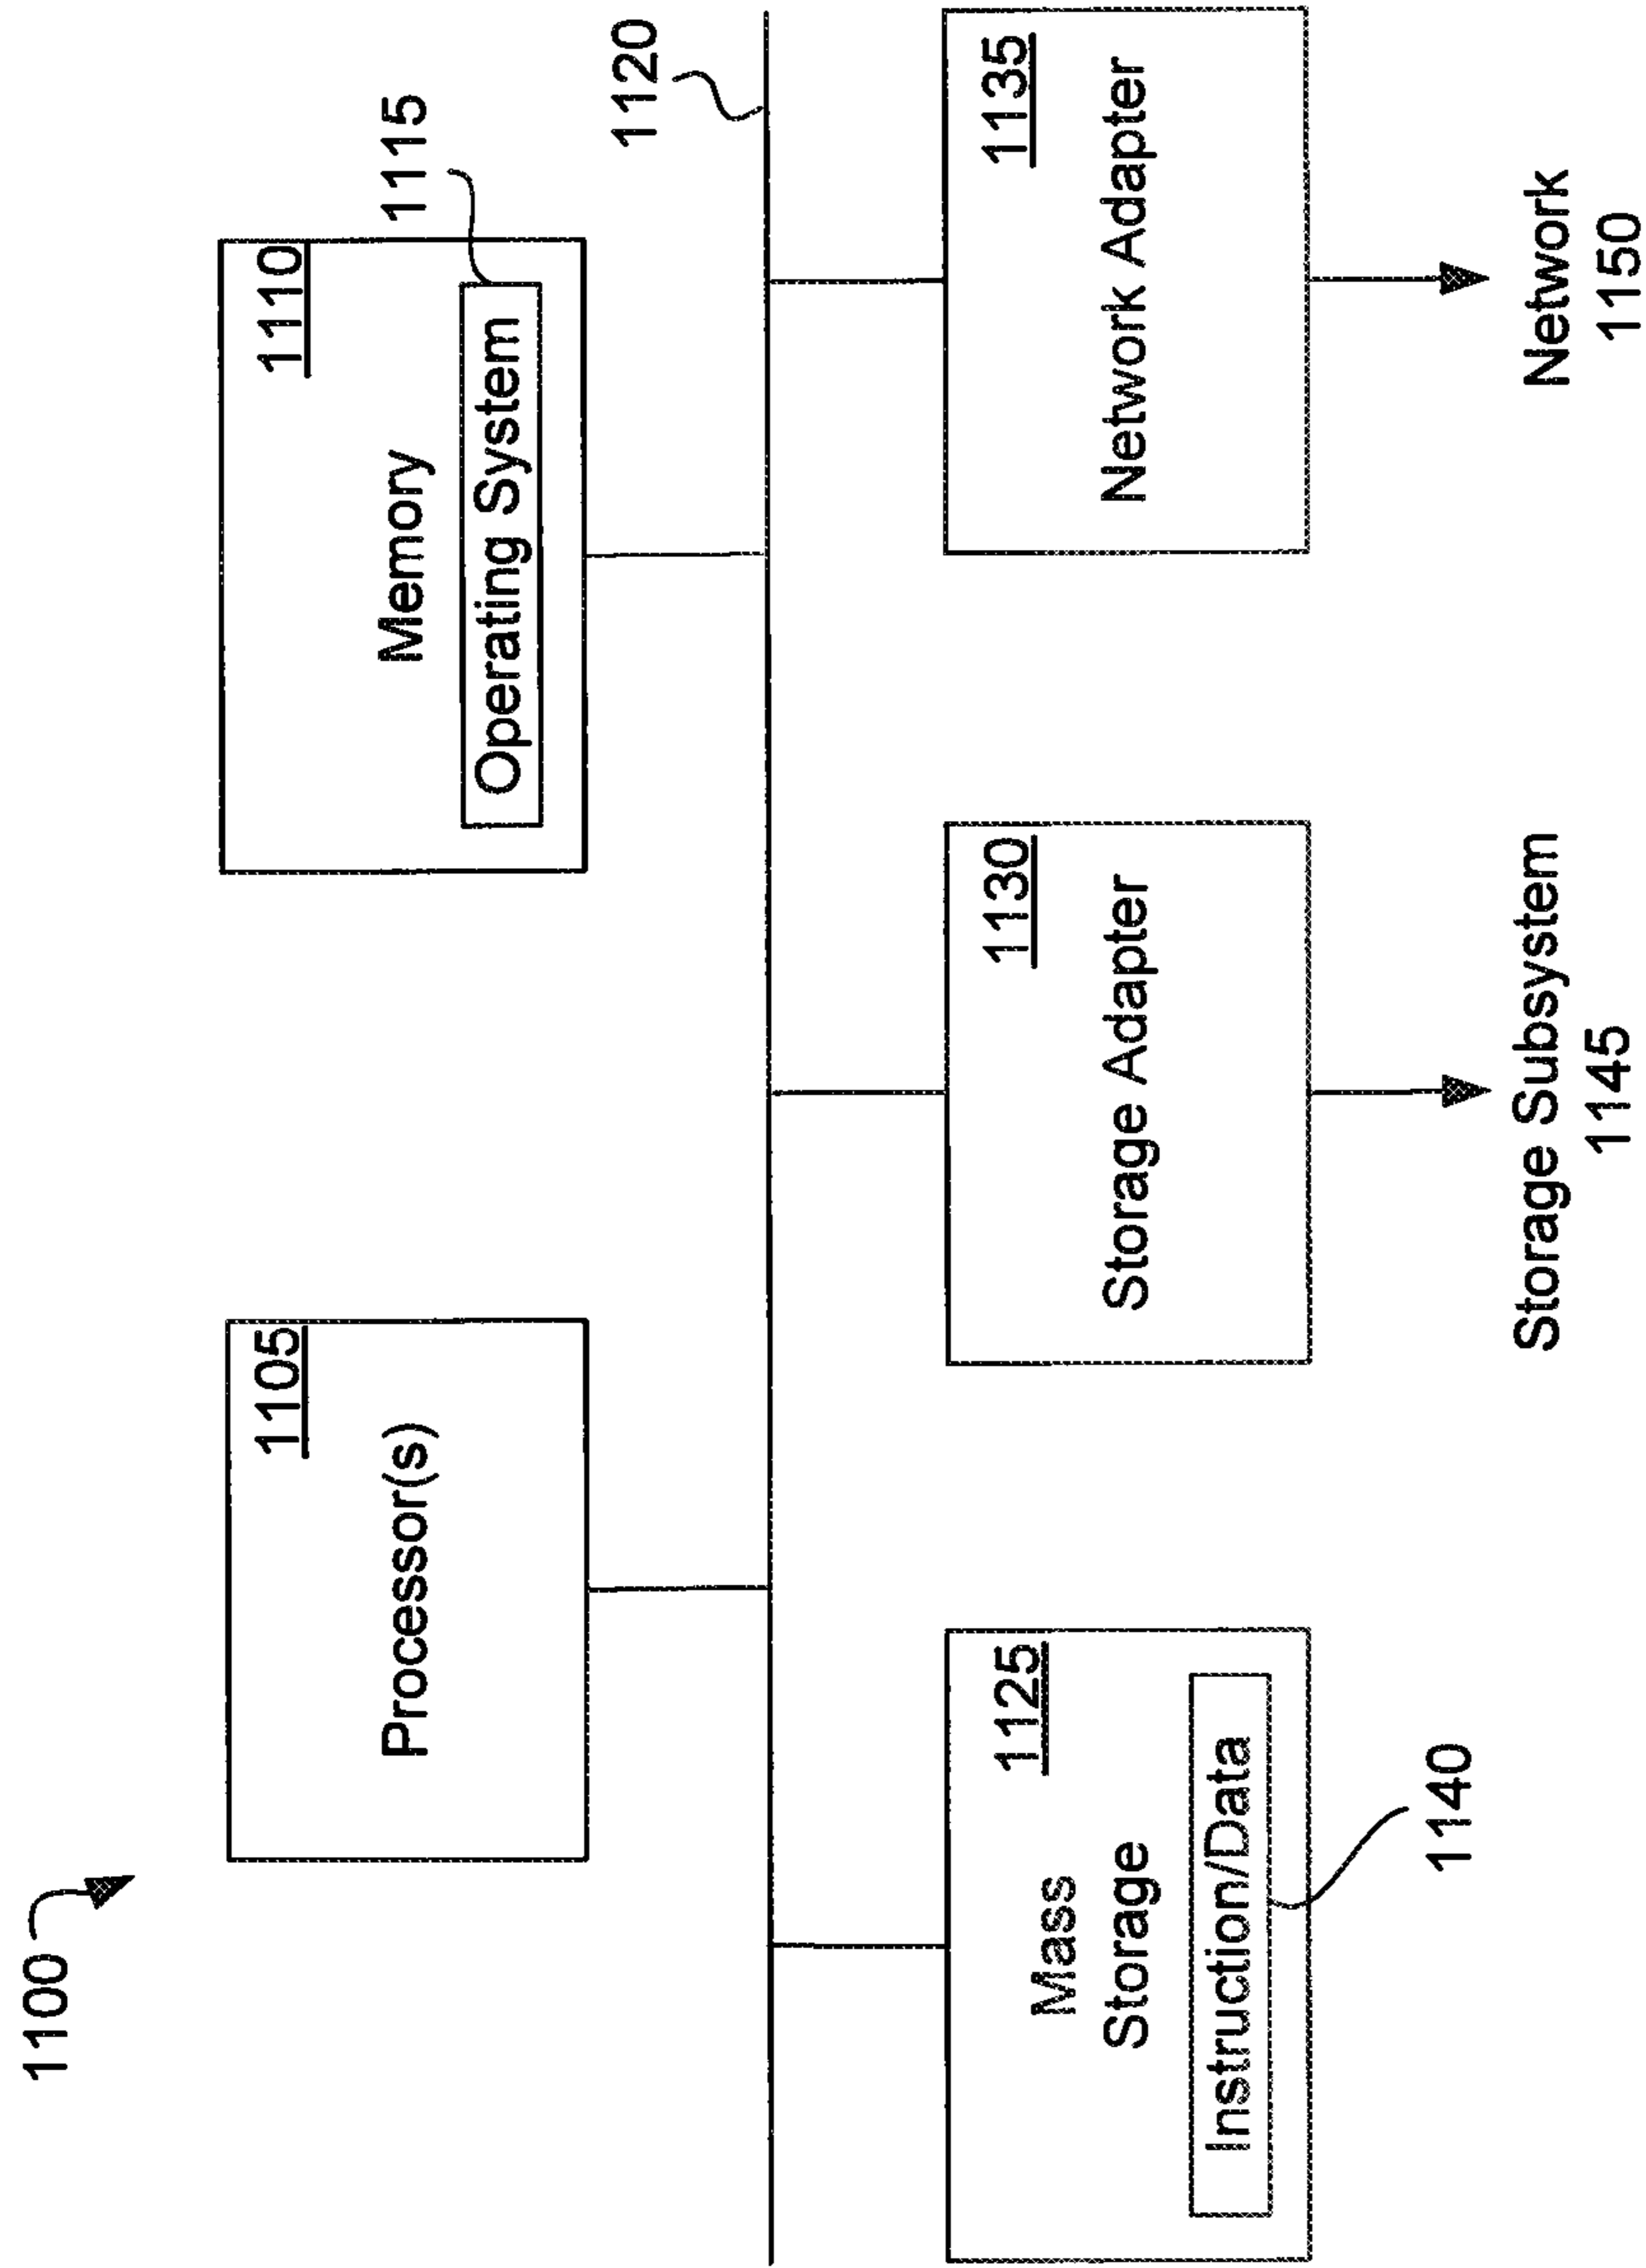 1100
1105
Processor(s)
1110
Memory
Operating System
1115
1120
1125
Mass
Storage
Instruction/Data
1140
1130
Storage Adapter
Storage Subsystem
1145
1135
Network Adapter
Network
1150